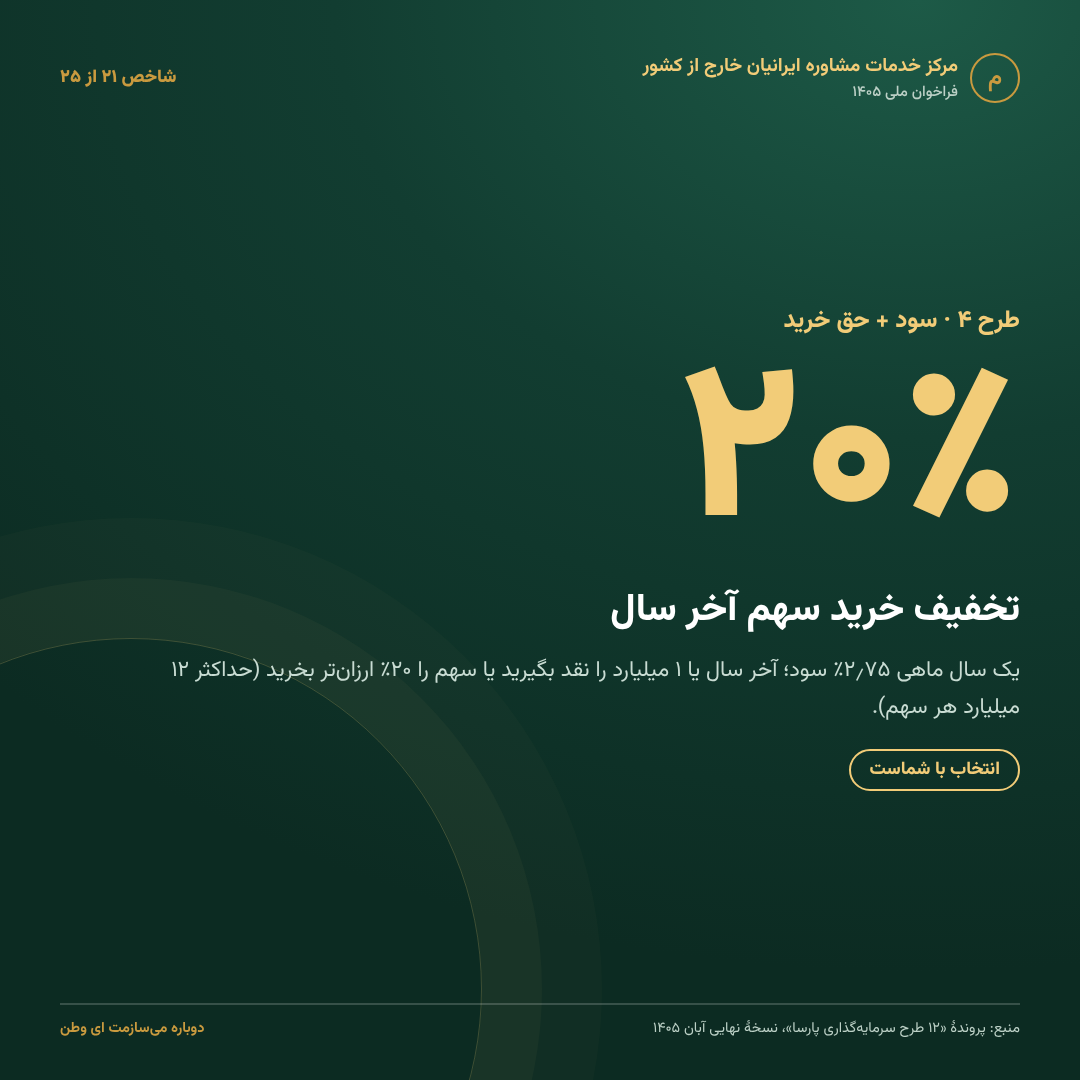 م
مرکز خدمات مشاوره ایرانیان خارج از کشور
فراخوان ملی ۱۴۰۵
شاخص ۲۱ از ۲۵
طرح ۴ · سود + حق خرید
۲۰٪
تخفیف خرید سهم آخر سال
یک سال ماهی ۲٫۷۵٪ سود؛ آخر سال یا ۱ میلیارد را نقد بگیرید یا سهم را ۲۰٪ ارزان‌تر بخرید (حداکثر ۱۲
میلیارد هر سهم).
انتخاب با شماست
منبع: پروندهٔ «۱۲ طرح سرمایه‌گذاری پارسا»، نسخهٔ نهایی آبان ۱۴۰۵
دوباره می‌سازمت ای وطن